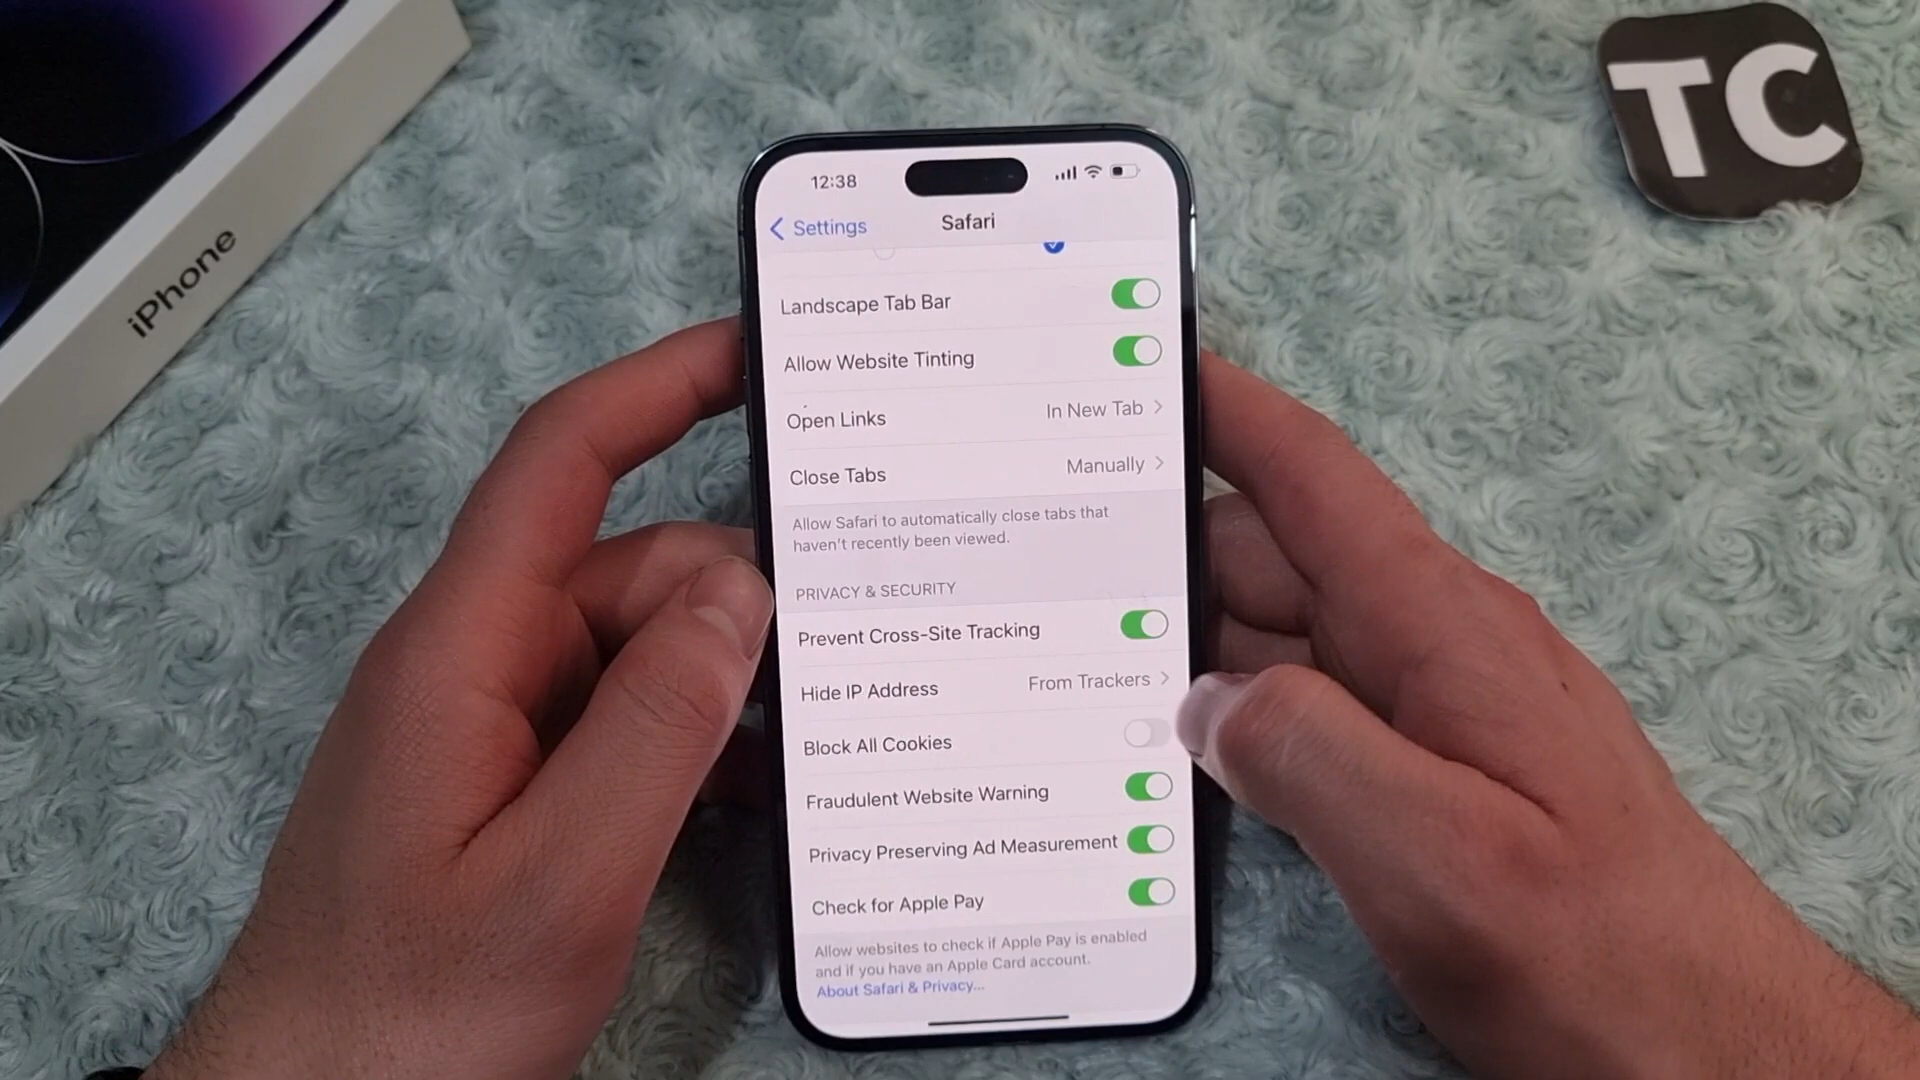 iPhone
TC
12:38
Settings
Safari
Landscape Tab Bar
Allow Website Tinting
Open Links
In New Tab
Close Tabs
Manually
Allow Safari to automatically close tabs that
haven't recently been viewed.
PRIVACY & SECURITY
Prevent Cross-Site Tracking
Hide IP Address
From Trackers
Block All Cookies
Fraudulent Website Warning
Privacy Preserving Ad Measurement
Check for Apple Pay
Allow websites to check if Apple Pay is enabled
and if you have an Apple Card account.
About Safari & Privacy...